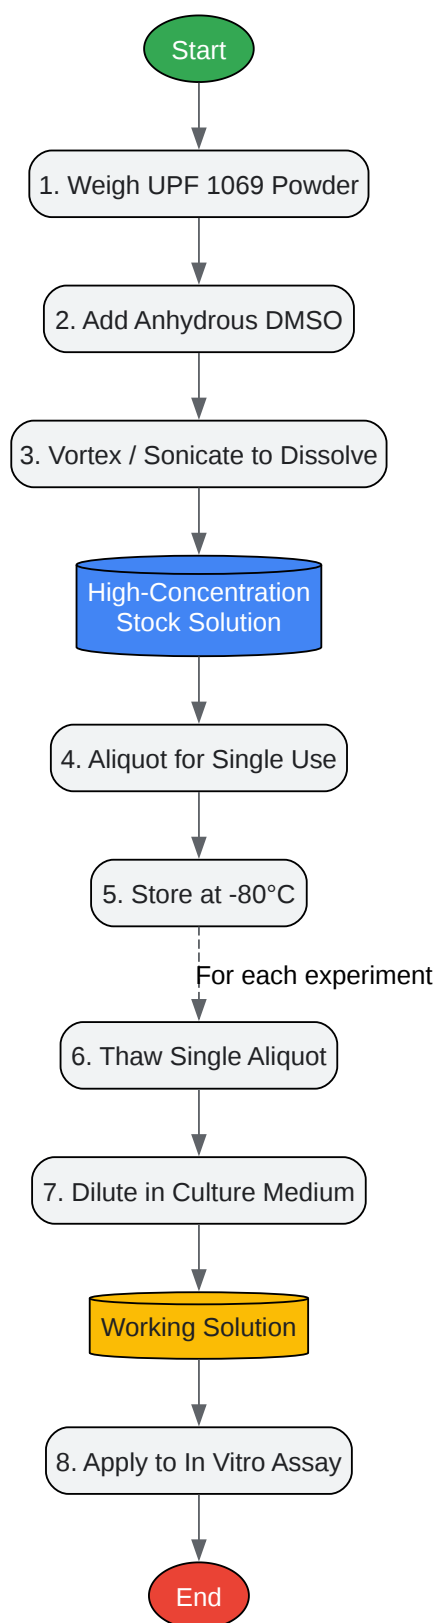 Start
1. Weigh UPF 1069 Powder
2. Add Anhydrous DMSO
3. Vortex / Sonicate to Dissolve
High-Concentration
Stock Solution
4. Aliquot for Single Use
5. Store at -80°C
For each experiment
6. Thaw Single Aliquot
7. Dilute in Culture Medium
Working Solution
8. Apply to In Vitro Assay
End